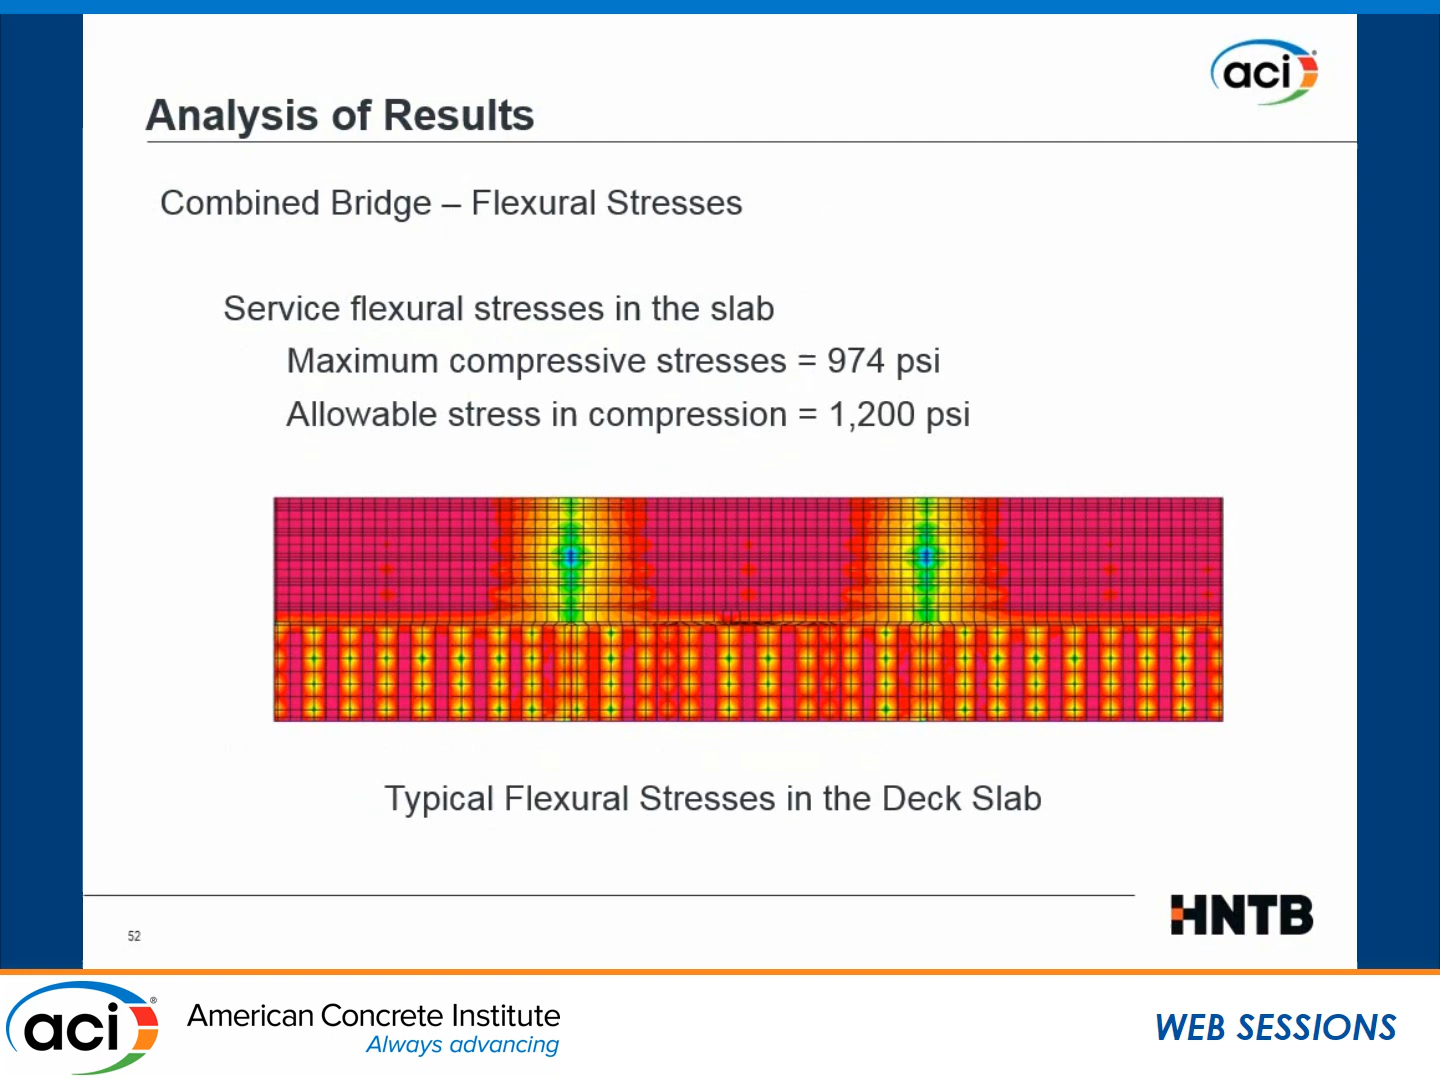 aci
Analysis of Results
Combined Bridge – Flexural Stresses
Service flexural stresses in the slab
Maximum compressive stresses = 974 psi
Allowable stress in compression = 1,200 psi
Typical Flexural Stresses in the Deck Slab
HNTB
52
aci®
American Concrete Institute
Always advancing
WEB SESSIONS